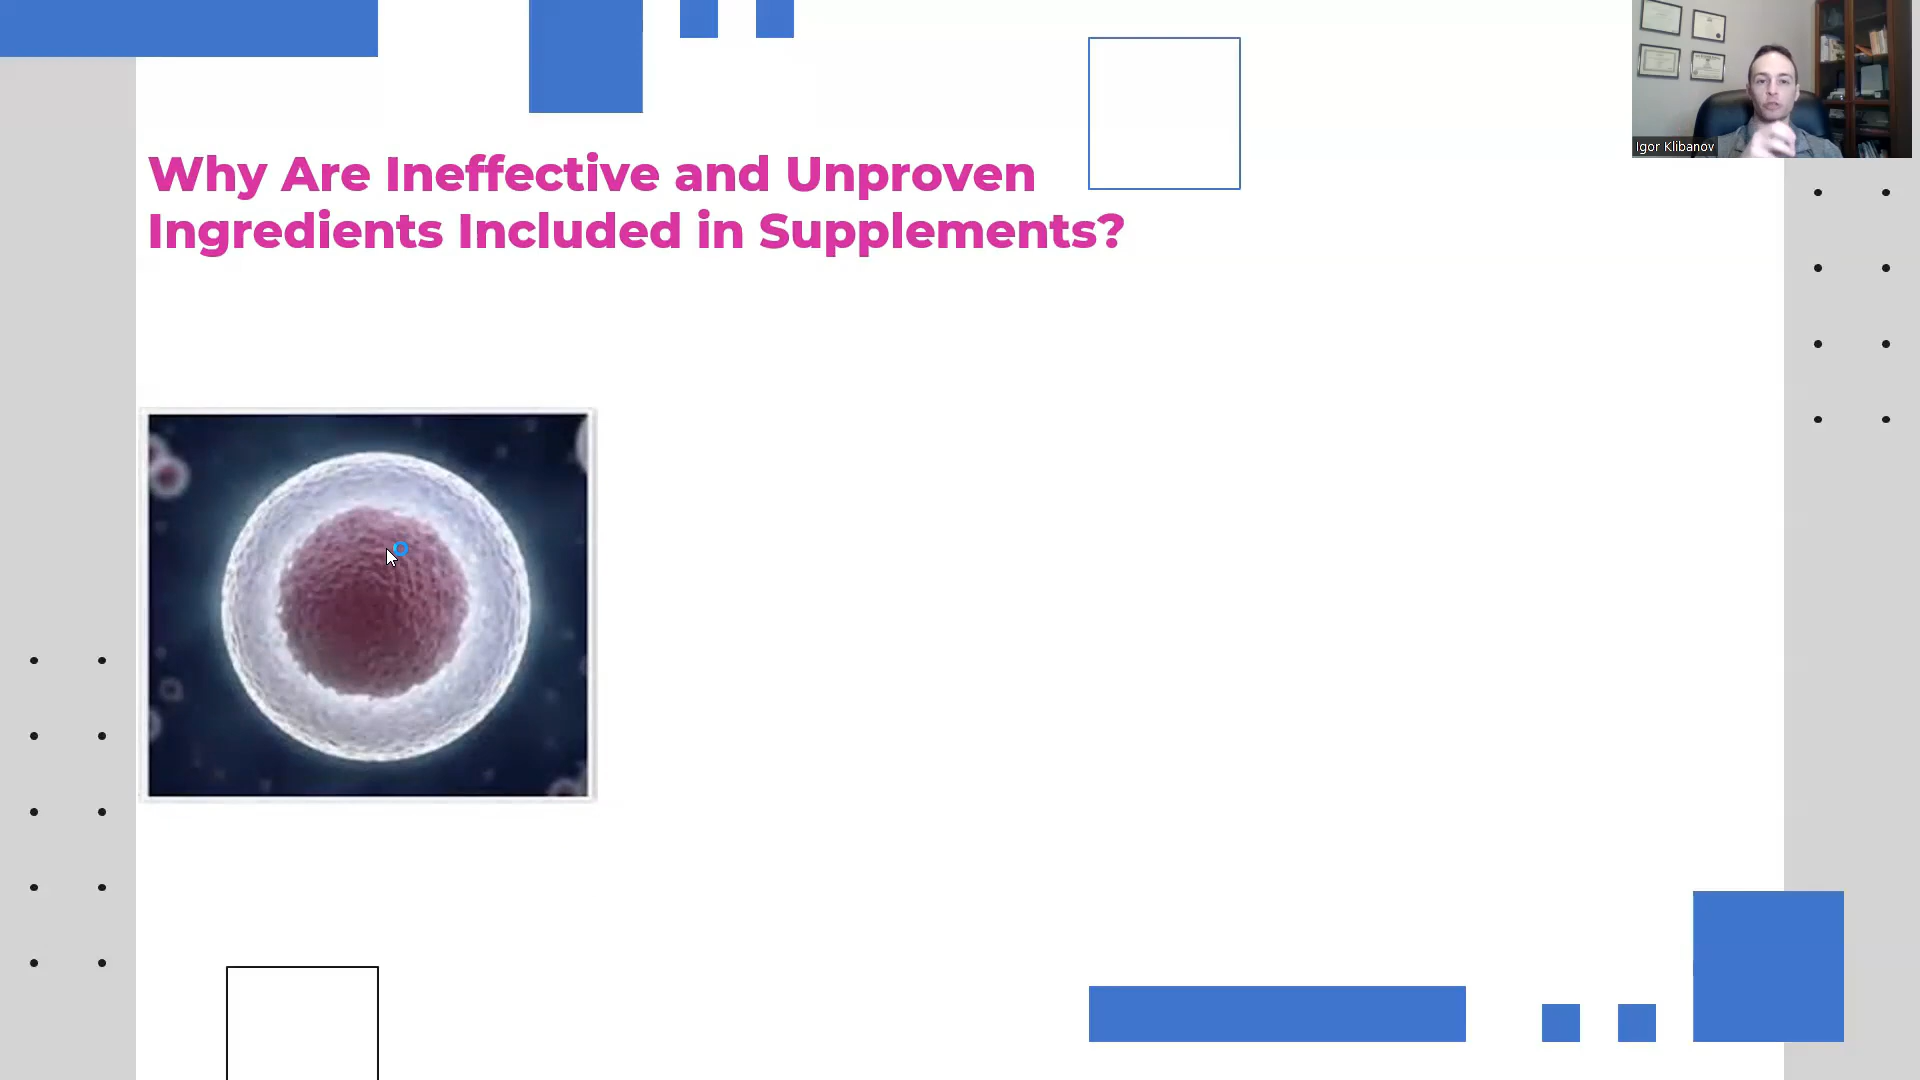 Why Are Ineffective and Unproven
Ingredients Included in Supplements?
Igor Klibanov